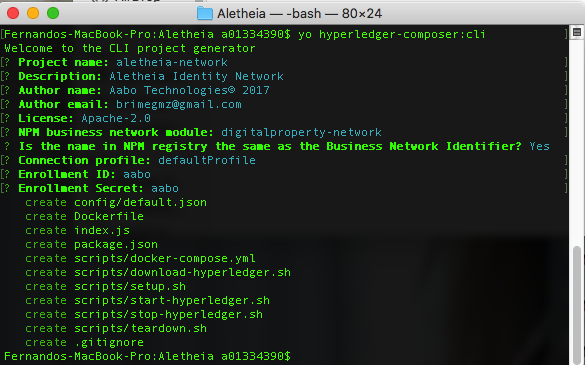 Aletheia — -bash — 80×24
[Fernandos-MacBook-Pro:Aletheia a01334390$ yo hyperledger-composer:cli ]
Welcome to the CLI project generator
[? Project name: aletheia-network ]
[? Description: Aletheia Identity Network ]
[? Author name: Aabo Technologies© 2017 ]
[? Author email: brimegmz@gmail.com ]
[? License: Apache-2.0 ]
[? NPM business network module: digitalproperty-network ]
? Is the name in NPM registry the same as the Business Network Identifier? Yes
[? Connection profile: defaultProfile ]
[? Enrollment ID: aabo ]
[? Enrollment Secret: aabo ]
create config/default.json
create Dockerfile
create index.js
create package.json
create scripts/docker-compose.yml
create scripts/download-hyperledger.sh
create scripts/setup.sh
create scripts/start-hyperledger.sh
create scripts/stop-hyperledger.sh
create scripts/teardown.sh
create .gitignore
Fernandos-MacBook-Pro:Aletheia a01334390$